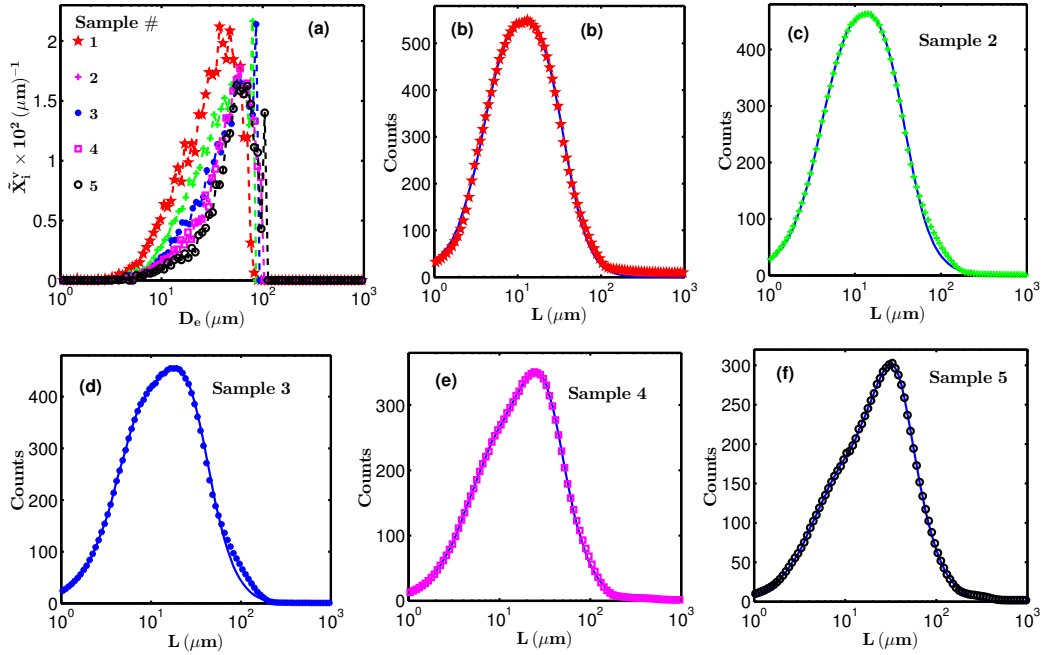 Sample #
1
2
3
4
5
(a)
2
1.5
1
0.5
0
X̃ᵢᵛ × 10² (μm)⁻¹
10⁰ 10¹ 10² 10³
Dₑ (μm)
(b) (b)
500
400
300
200
100
0
Counts
10⁰ 10¹ 10² 10³
L (μm)
(c) Sample 2
400
300
200
100
0
Counts
10⁰ 10¹ 10² 10³
L (μm)
(d) Sample 3
400
300
200
100
0
Counts
10⁰ 10¹ 10² 10³
L (μm)
(e) Sample 4
400
300
200
100
0
Counts
10⁰ 10¹ 10² 10³
L (μm)
(f) Sample 5
300
250
200
150
100
50
0
Counts
10⁰ 10¹ 10² 10³
L (μm)